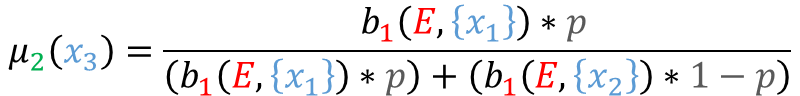 μ₂(x₃) = b₁(E, {x₁}) * p / (b₁(E, {x₁}) * p) + (b₁(E, {x₂}) * 1 − p)